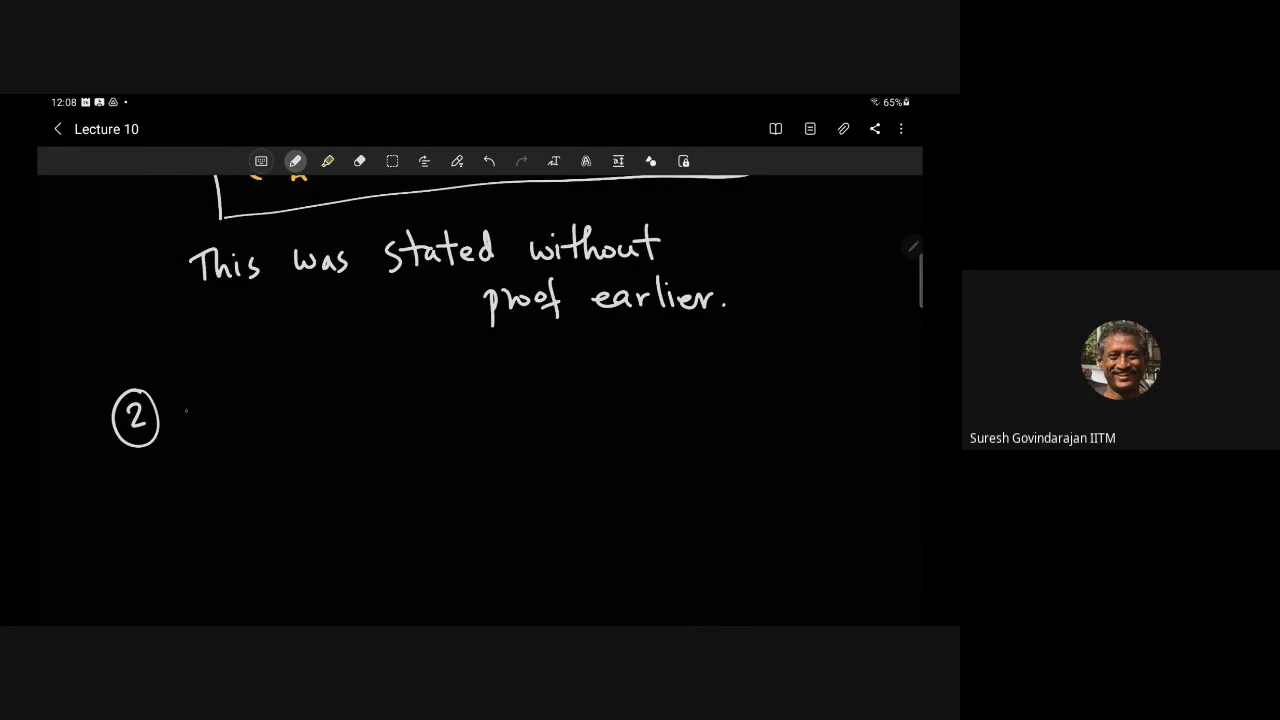 12:08
65%
Lecture 10
This was stated without
proof earlier.
2
Suresh Govindarajan IITM